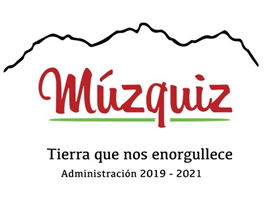 Múzquiz
Tierra que nos enorgullece
Administración 2019 - 2021